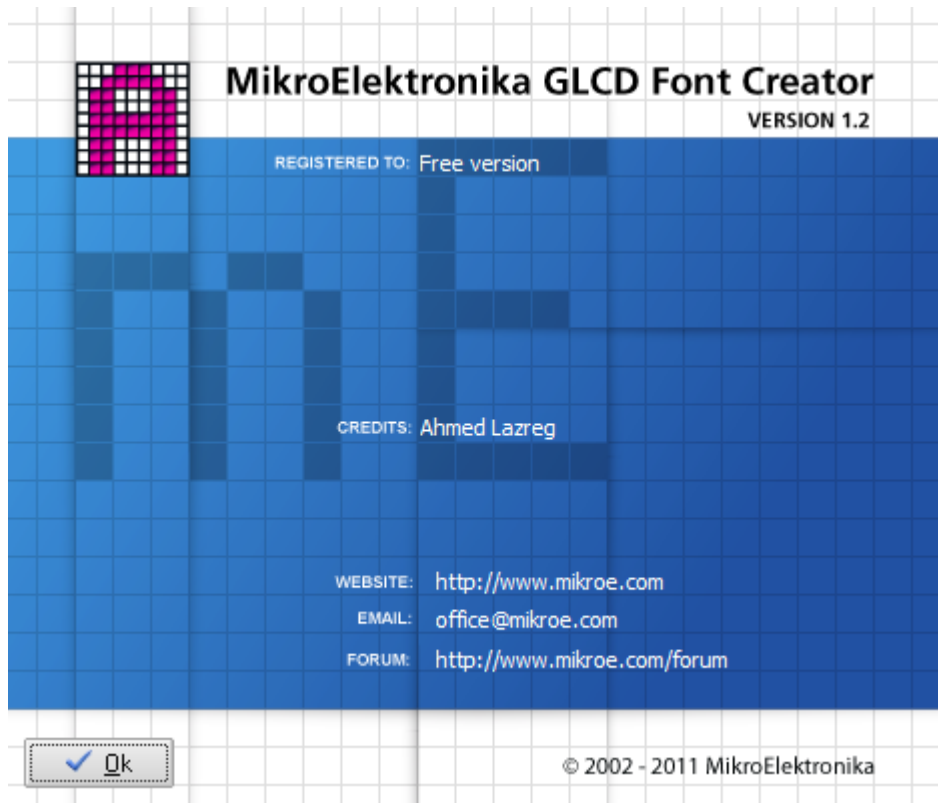 MikroElektronika GLCD Font Creator
VERSION 1.2
REGISTERED TO: Free version
CREDITS: Ahmed Lazreg
WEBSITE: http://www.mikroe.com
EMAIL: office@mikroe.com
FORUM: http://www.mikroe.com/forum
Ok
© 2002 - 2011 MikroElektronika